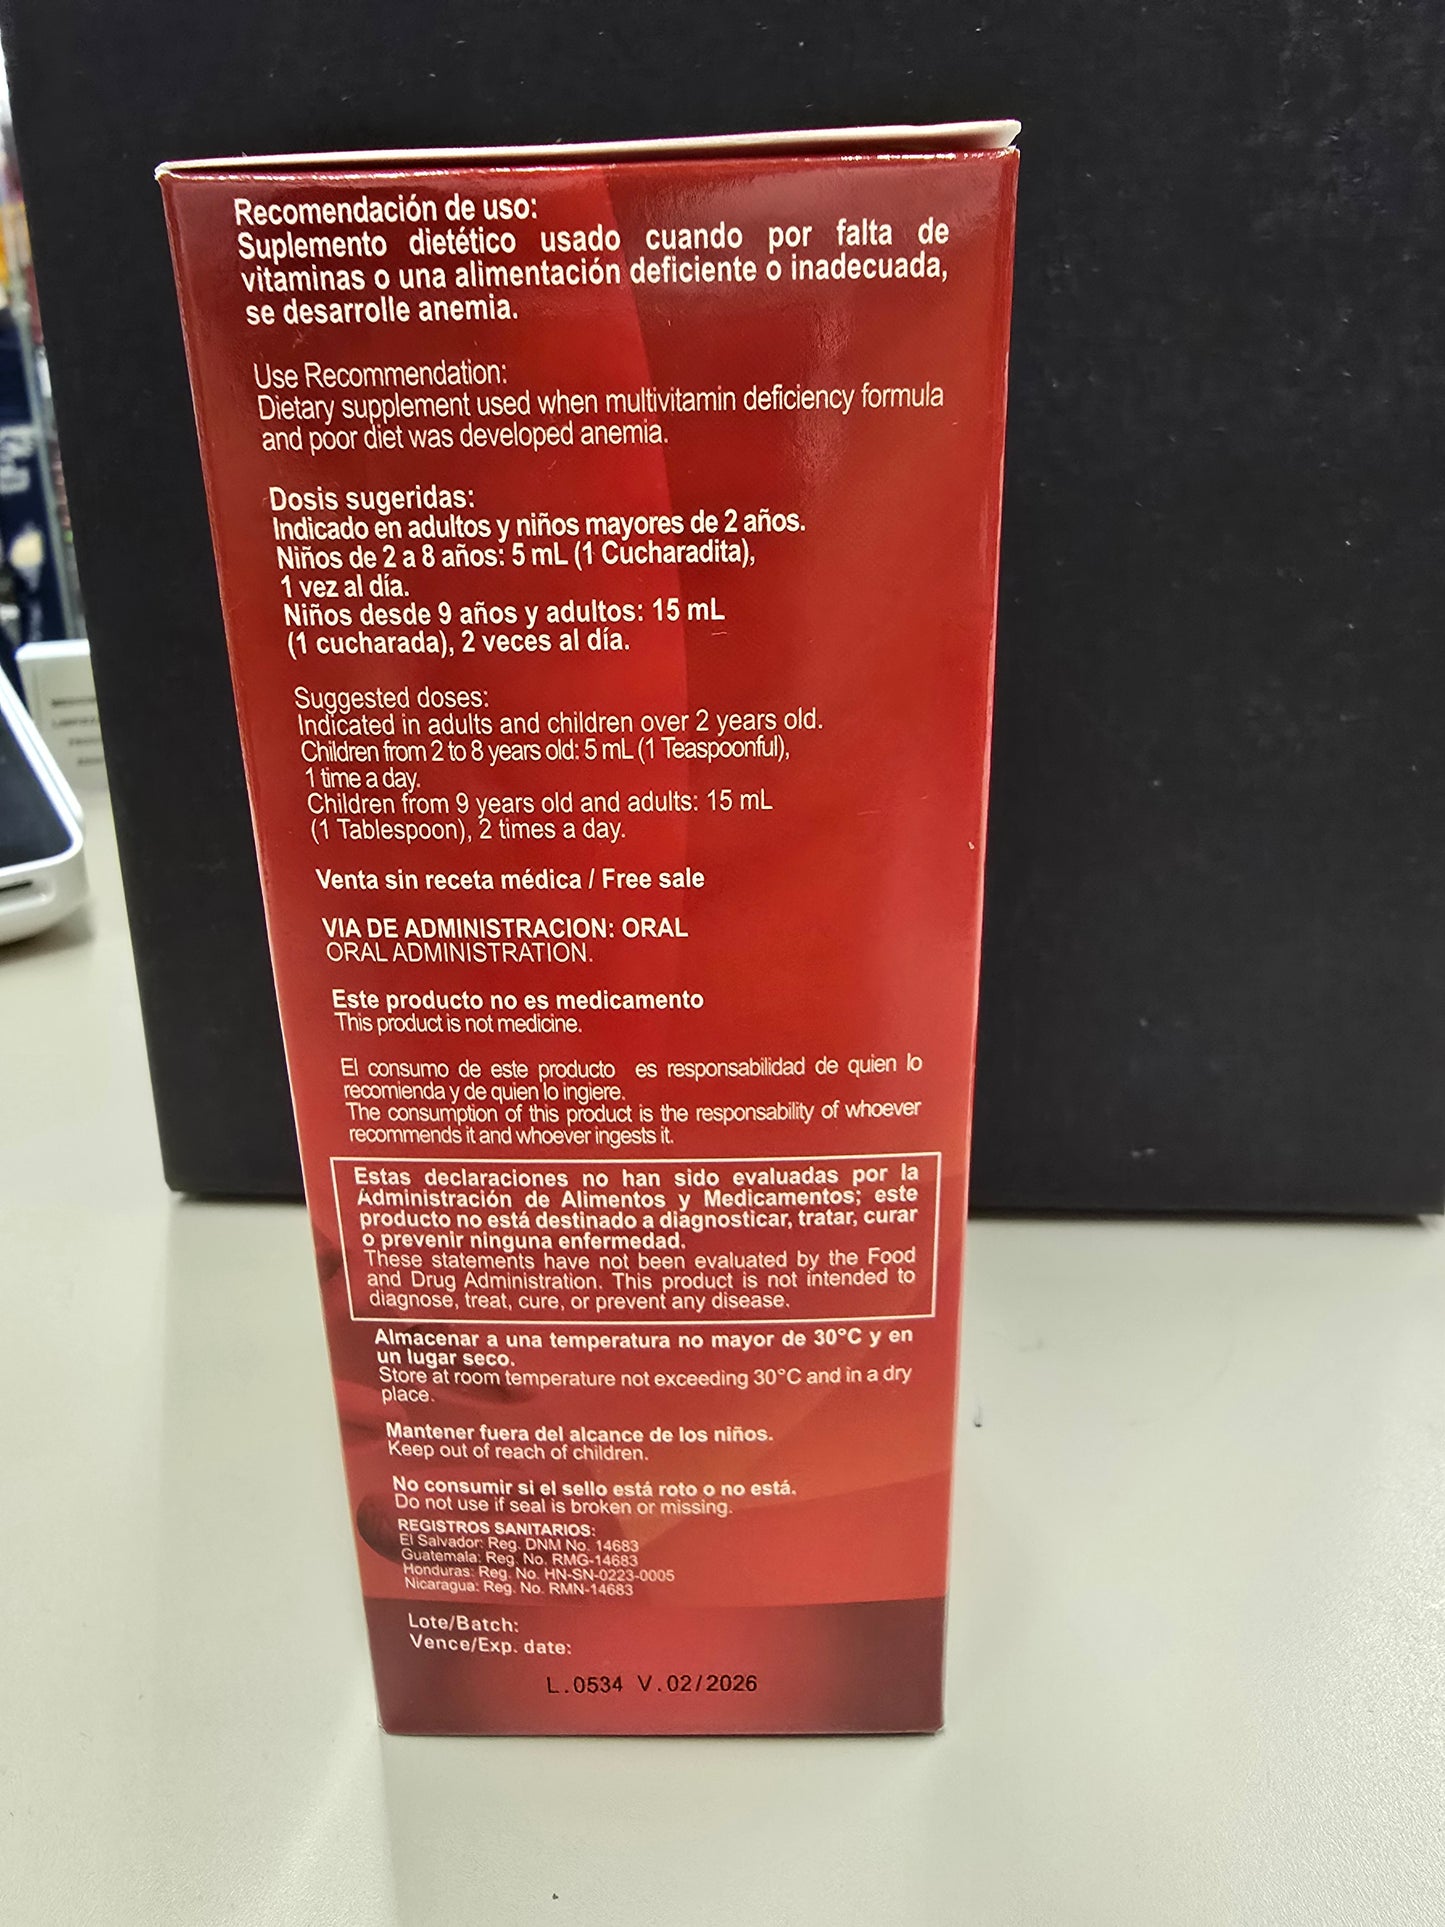 Recomendación de uso:
Suplemento dietético usado cuando por falta de
vitaminas o una alimentación deficiente o inadecuada,
se desarrolle anemia.
Use Recommendation:
Dietary supplement used when multivitamin deficiency formula
and poor diet was developed anemia.
Dosis sugeridas:
Indicado en adultos y niños mayores de 2 años.
Niños de 2 a 8 años: 5 mL (1 Cucharadita),
1 vez al día.
Niños desde 9 años y adultos: 15 mL
(1 cucharada), 2 veces al día.
Suggested doses:
Indicated in adults and children over 2 years old.
Children from 2 to 8 years old: 5 mL (1 Teaspoonful),
1 time a day.
Children from 9 years old and adults: 15 mL
(1 Tablespoon), 2 times a day.
Venta sin receta médica / Free sale
VIA DE ADMINISTRACION: ORAL
ORAL ADMINISTRATION.
Este producto no es medicamento
This product is not medicine.
El consumo de este producto es responsabilidad de quien lo
recomienda y de quien lo ingiere.
The consumption of this product is the responsability of whoever
recommends it and whoever ingests it.
Estas declaraciones no han sido evaluadas por la
Administración de Alimentos y Medicamentos; este
producto no está destinado a diagnosticar, tratar, curar
o prevenir ninguna enfermedad.
These statements have not been evaluated by the Food
and Drug Administration. This product is not intended to
diagnose, treat, cure, or prevent any disease.
Almacenar a una temperatura no mayor de 30°C y en
un lugar seco.
Store at room temperature not exceeding 30°C and in a dry
place.
Mantener fuera del alcance de los niños.
Keep out of reach of children.
No consumir si el sello está roto o no está.
Do not use if seal is broken or missing.
REGISTROS SANITARIOS:
El Salvador: Reg. DNM No. 14683
Guatemala: Reg. No. RMG-14683
Honduras: Reg. No. HN-SN-0223-0005
Nicaragua: Reg. No. RMN-14683
Lote/Batch:
Vence/Exp. date:
L.0534 V.02/2026